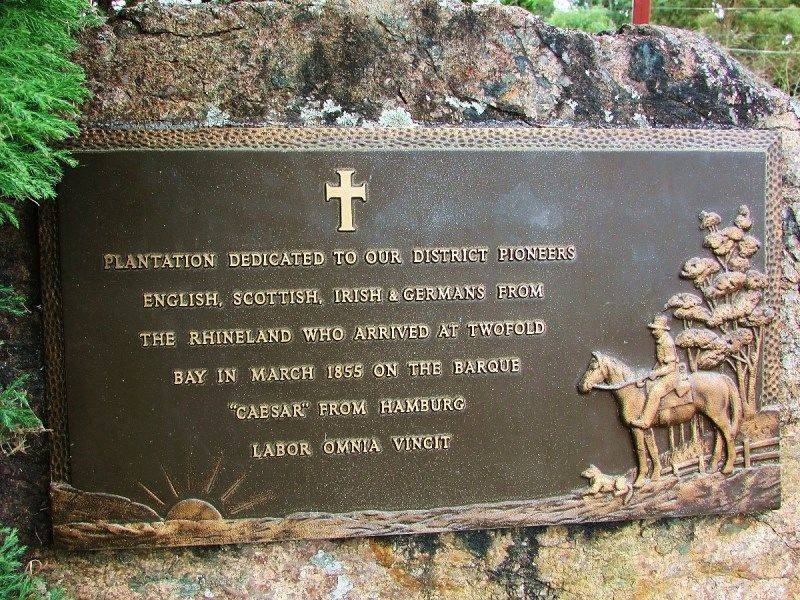 PLANTATION DEDICATED TO OUR DISTRICT PIONEERS
ENGLISH, SCOTTISH, IRISH & GERMANS FROM
THE RHINELAND WHO ARRIVED AT TWOFOLD
BAY IN MARCH 1855 ON THE BARQUE
"CAESAR" FROM HAMBURG
LABOR OMNIA VINCIT